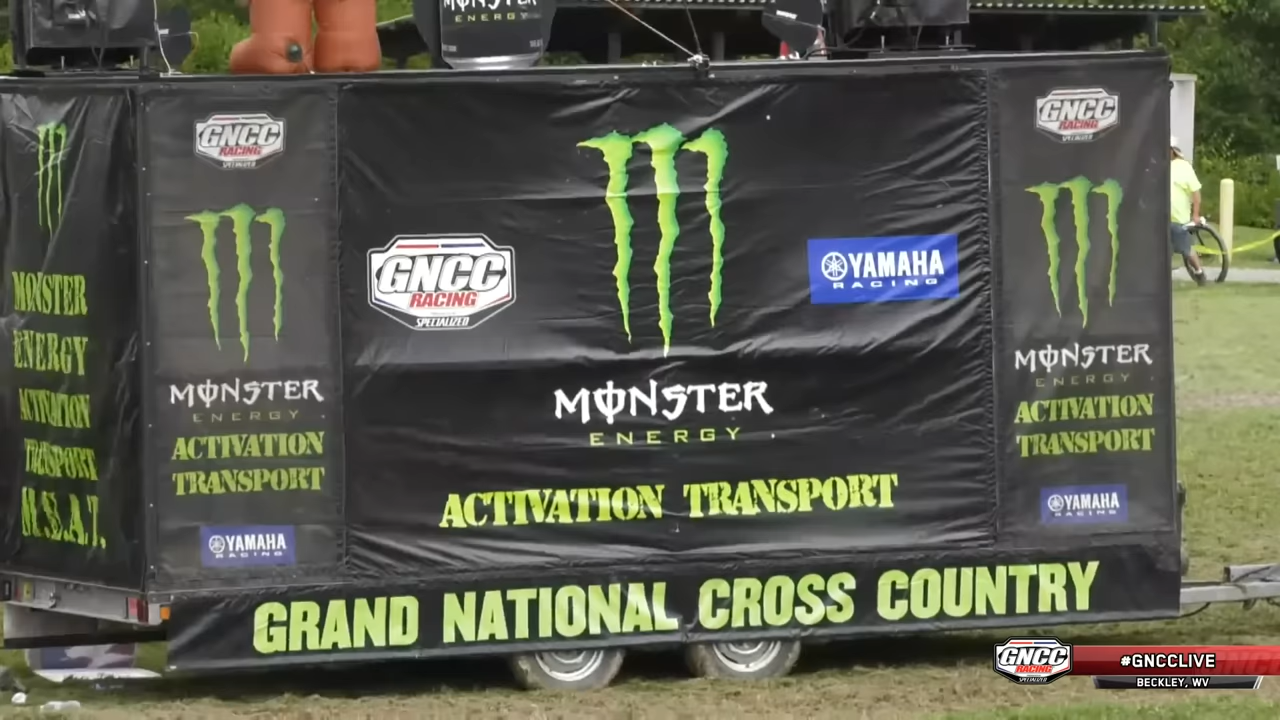 MONSTER
ENERGY
GNCC
RACING
SPECIALIZED
GNCC
RACING
SPECIALIZED
MONSTER
ENERGY
ACTIVATION
TRANSPORT
M.S.A.T.
MONSTER
ENERGY
ACTIVATION
TRANSPORT
YAMAHA
RACING
GNCC
RACING
SPECIALIZED
YAMAHA
RACING
MONSTER
ENERGY
ACTIVATION TRANSPORT
MONSTER
ENERGY
ACTIVATION
TRANSPORT
YAMAHA
RACING
GRAND NATIONAL CROSS COUNTRY
GNCC
RACING
SPECIALIZED
#GNCCLIVE
BECKLEY, WV